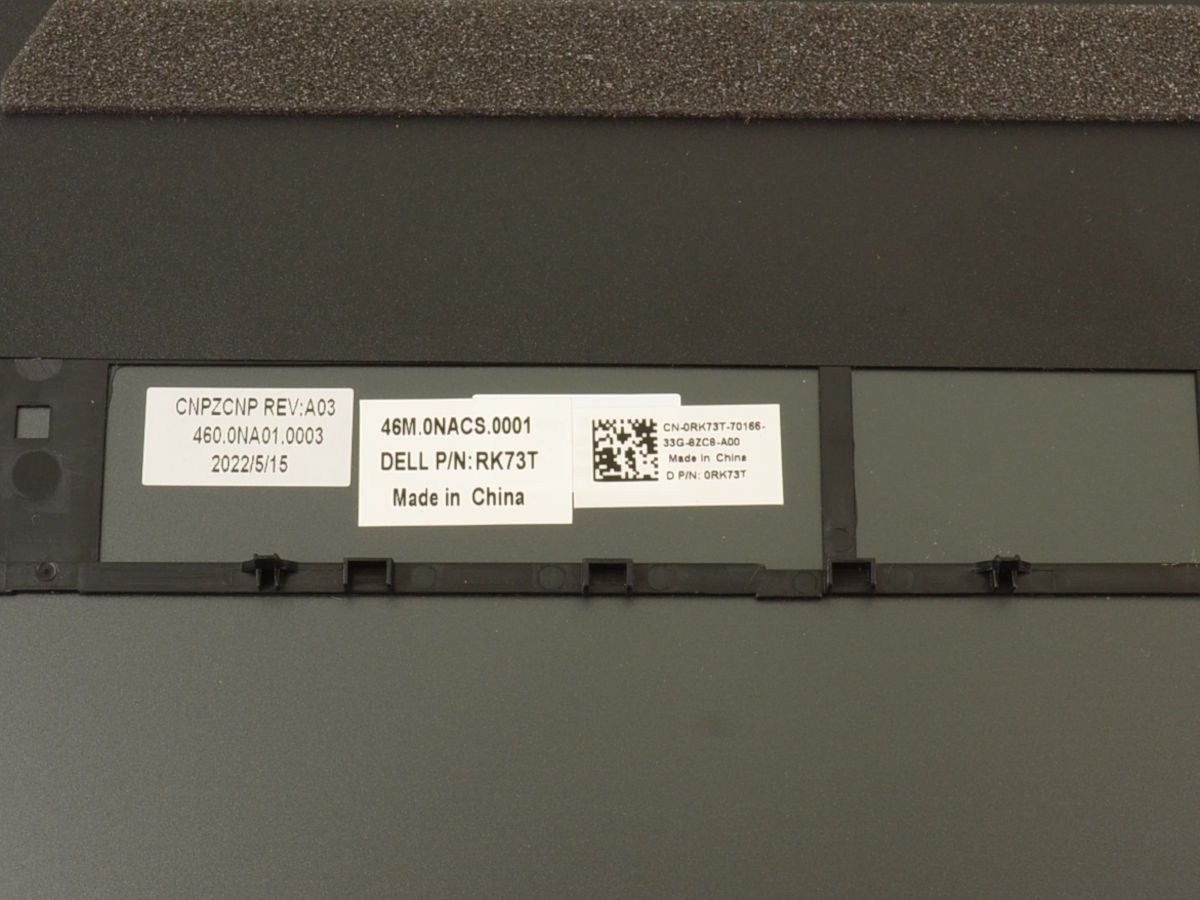 CNPZCNP REV:A03
460.0NA01.0003
2022/5/15
46M.0NACS.0001
DELL P/N:RK73T
Made in China
CN-0RK73T-70166-
33G-8ZC8-A00
Made in China
D P/N: 0RK73T